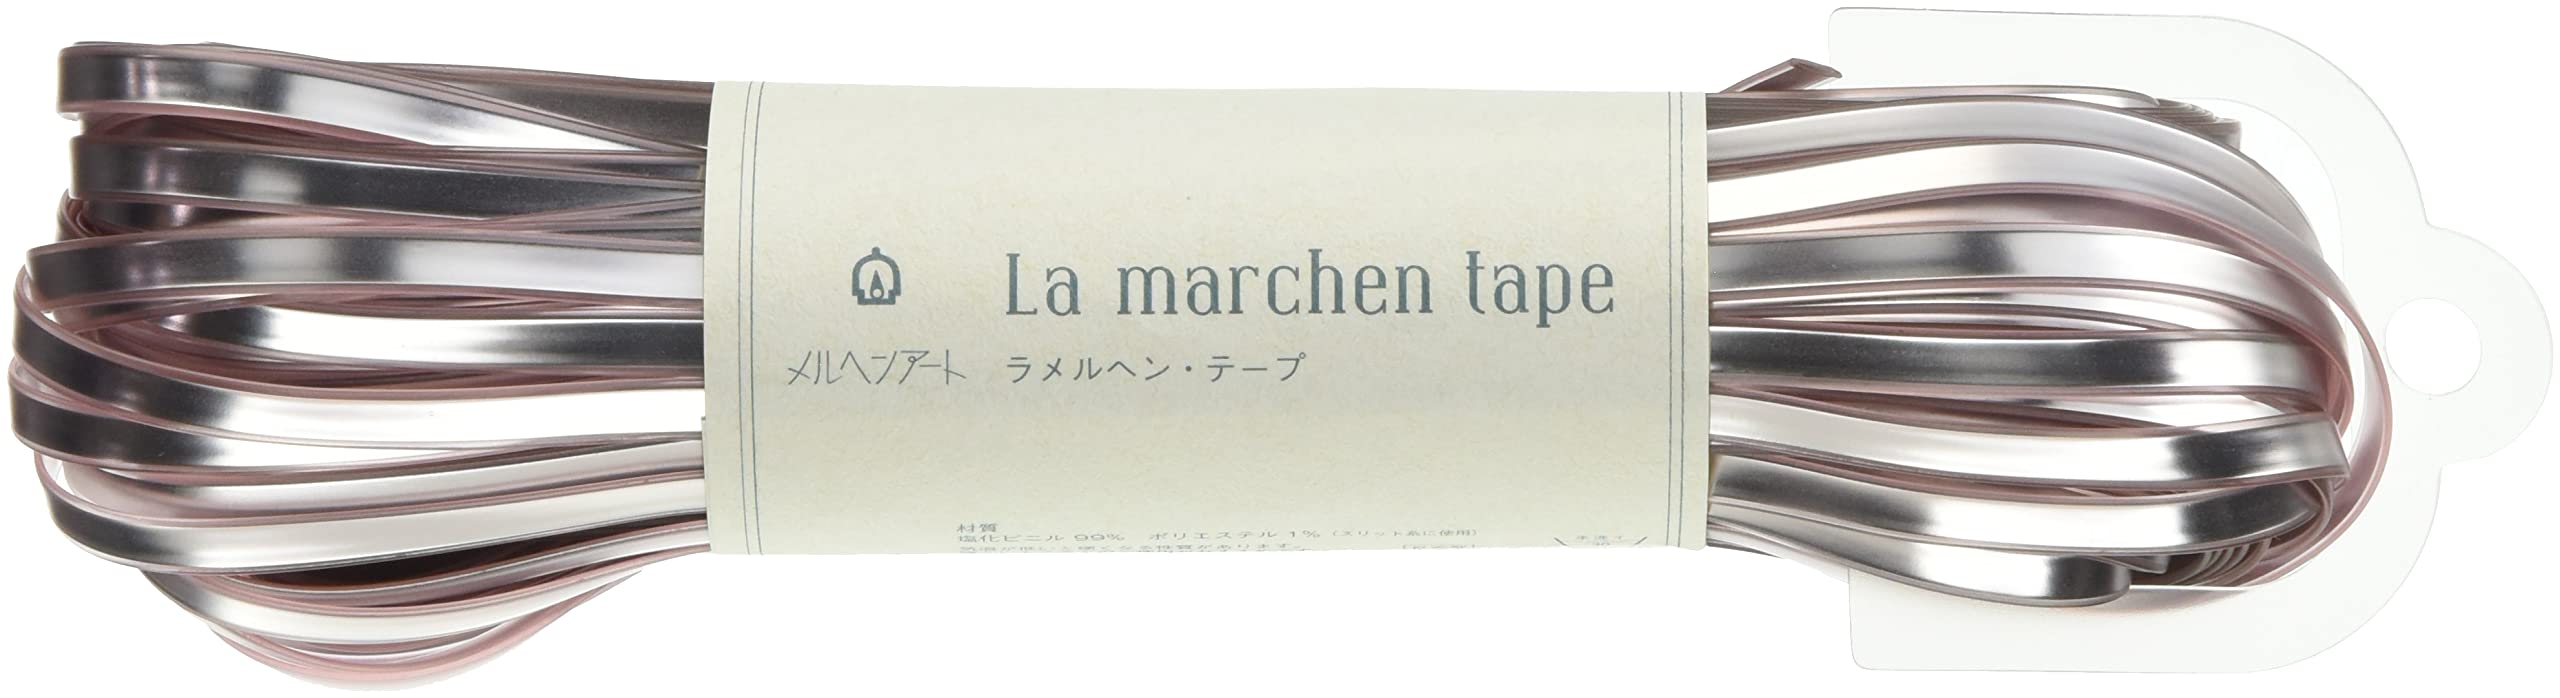 La marchen tape
メルヘンアート ラメルヘン・テープ
材質
塩化ビニル 99% ポリエステル 1% (スリット糸に使用)